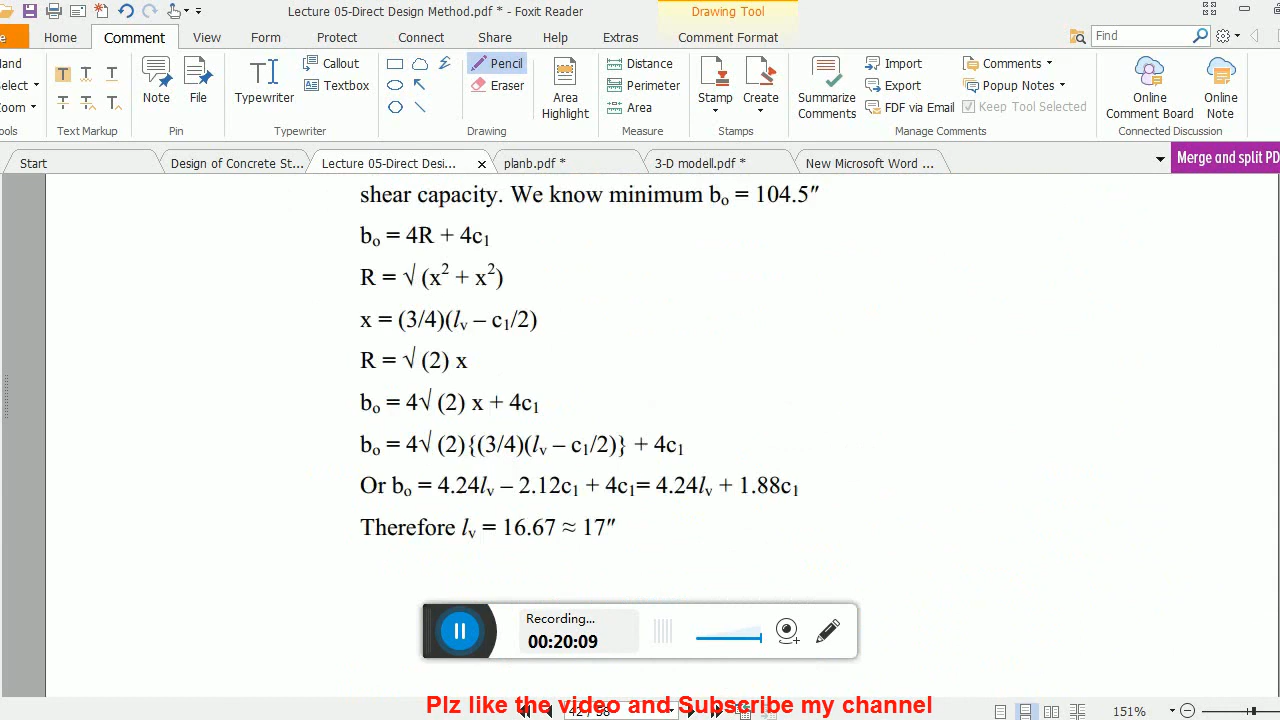 Lecture 05-Direct Design Method.pdf * - Foxit Reader
Drawing Tool
Home Comment View Form Protect Connect Share Help Extras Comment Format
Find
Note
File
Pin
Text Markup
Typewriter
Callout
Textbox
Typewriter
Pencil
Eraser
Drawing
Area
Highlight
Distance
Perimeter
Area
Measure
Stamp
Create
Stamps
Summarize
Comments
Import
Export
FDF via Email
Comments
Popup Notes
Keep Tool Selected
Manage Comments
Online
Comment Board
Online
Note
Connected Discussion
Start
Design of Concrete St...
Lecture 05-Direct Desi...
planb.pdf *
3-D modell.pdf *
New Microsoft Word ...
Merge and split PD
shear capacity. We know minimum bₒ = 104.5″
bₒ = 4R + 4c₁
R = √ (x² + x²)
x = (3/4)(lᵥ – c₁/2)
R = √ (2) x
bₒ = 4√ (2) x + 4c₁
bₒ = 4√ (2){(3/4)(lᵥ – c₁/2)} + 4c₁
Or bₒ = 4.24lᵥ – 2.12c₁ + 4c₁= 4.24lᵥ + 1.88c₁
Therefore lᵥ = 16.67 ≈ 17″
Recording...
00:20:09
Plz like the video and Subscribe my channel
151%